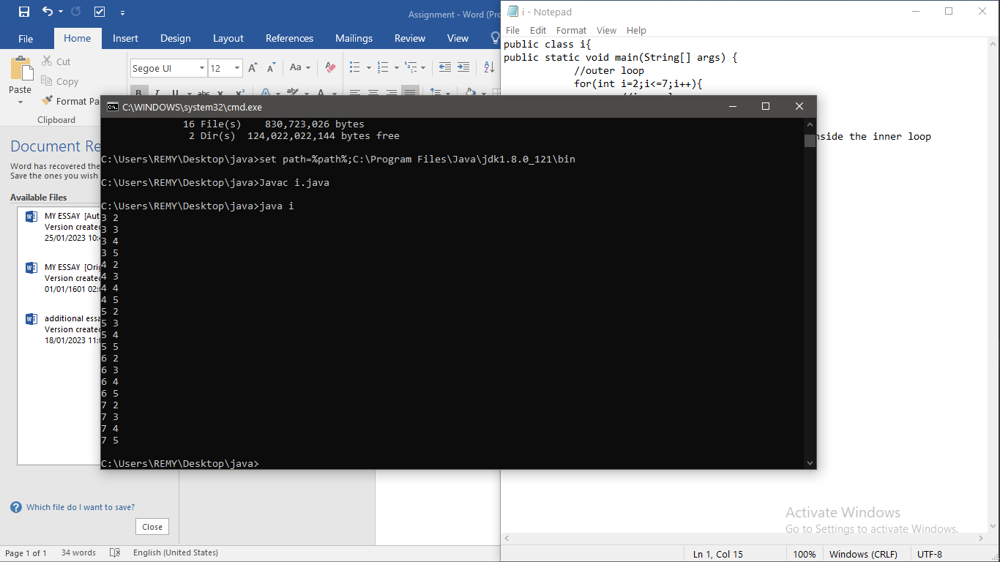 Assignment - Word (Pro
File Home Insert Design Layout References Mailings Review View
Cut
Copy
Format Pa
Paste
Clipboard
Segoe UI 12 Aa
Document Re
Word has recovered the
Save the ones you wish
Available Files
MY ESSAY [Aut
Version create
25/01/2023 10:4
MY ESSAY [Orig
Version create
01/01/1601 02:0
additional essa
Version create
18/01/2023 11:0
Which file do I want to save?
Close
Page 1 of 1 34 words English (United States)
i - Notepad
File Edit Format View Help
public class i{
public static void main(String[] args) {
//outer loop
for(int i=2;i<=7;i++){
nside the inner loop
C:\WINDOWS\system32\cmd.exe
16 File(s) 830,723,026 bytes
2 Dir(s) 124,022,022,144 bytes free
C:\Users\REMY\Desktop\java>set path=%path%;C:\Program Files\Java\jdk1.8.0_121\bin
C:\Users\REMY\Desktop\java>Javac i.java
C:\Users\REMY\Desktop\java>java i
3 2
3 3
3 4
3 5
4 2
4 3
4 4
4 5
5 2
5 3
5 4
5 5
6 2
6 3
6 4
6 5
7 2
7 3
7 4
7 5
C:\Users\REMY\Desktop\java>
Activate Windows
Go to Settings to activate Windows.
Ln 1, Col 15 100% Windows (CRLF) UTF-8